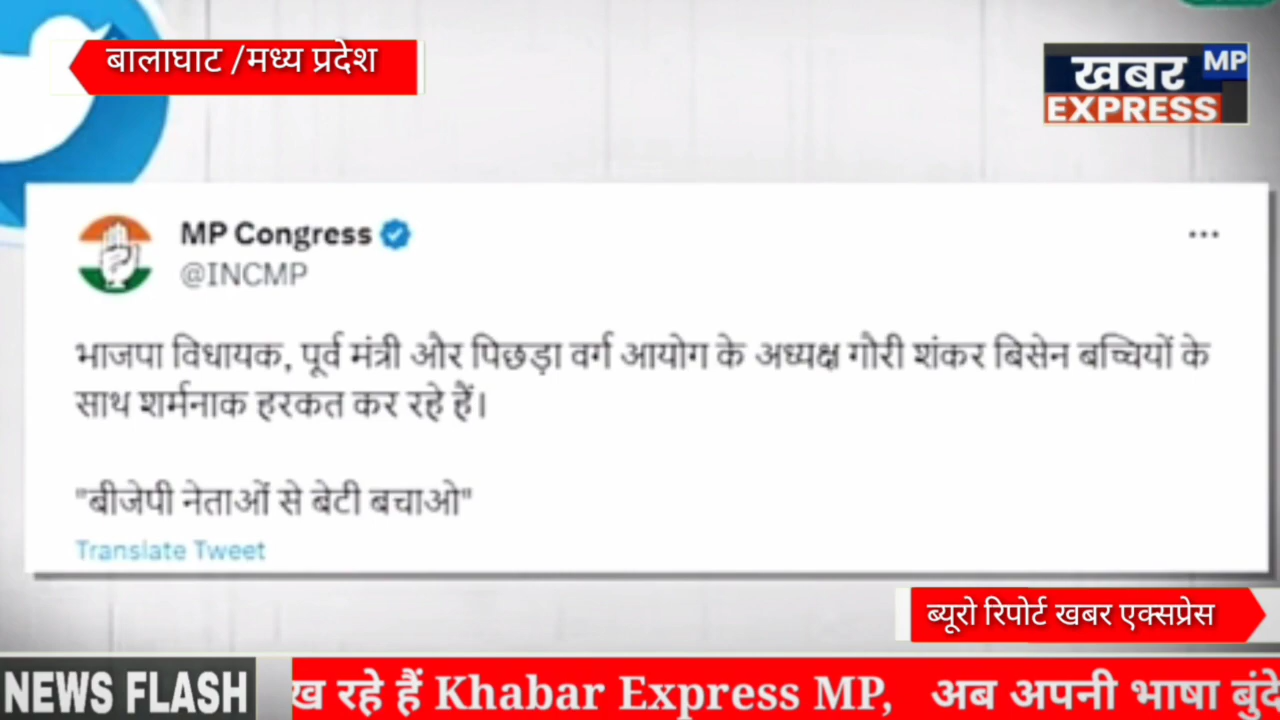 बालाघाट /मध्य प्रदेश
खबर MP
EXPRESS
MP Congress
@INCMP
भाजपा विधायक, पूर्व मंत्री और पिछड़ा वर्ग आयोग के अध्यक्ष गौरी शंकर बिसेन बच्चियों के
साथ शर्मनाक हरकत कर रहे हैं।
"बीजेपी नेताओं से बेटी बचाओ"
Translate Tweet
ब्यूरो रिपोर्ट खबर एक्सप्रेस
NEWS FLASH
ख रहे हैं Khabar Express MP, अब अपनी भाषा बुंदे